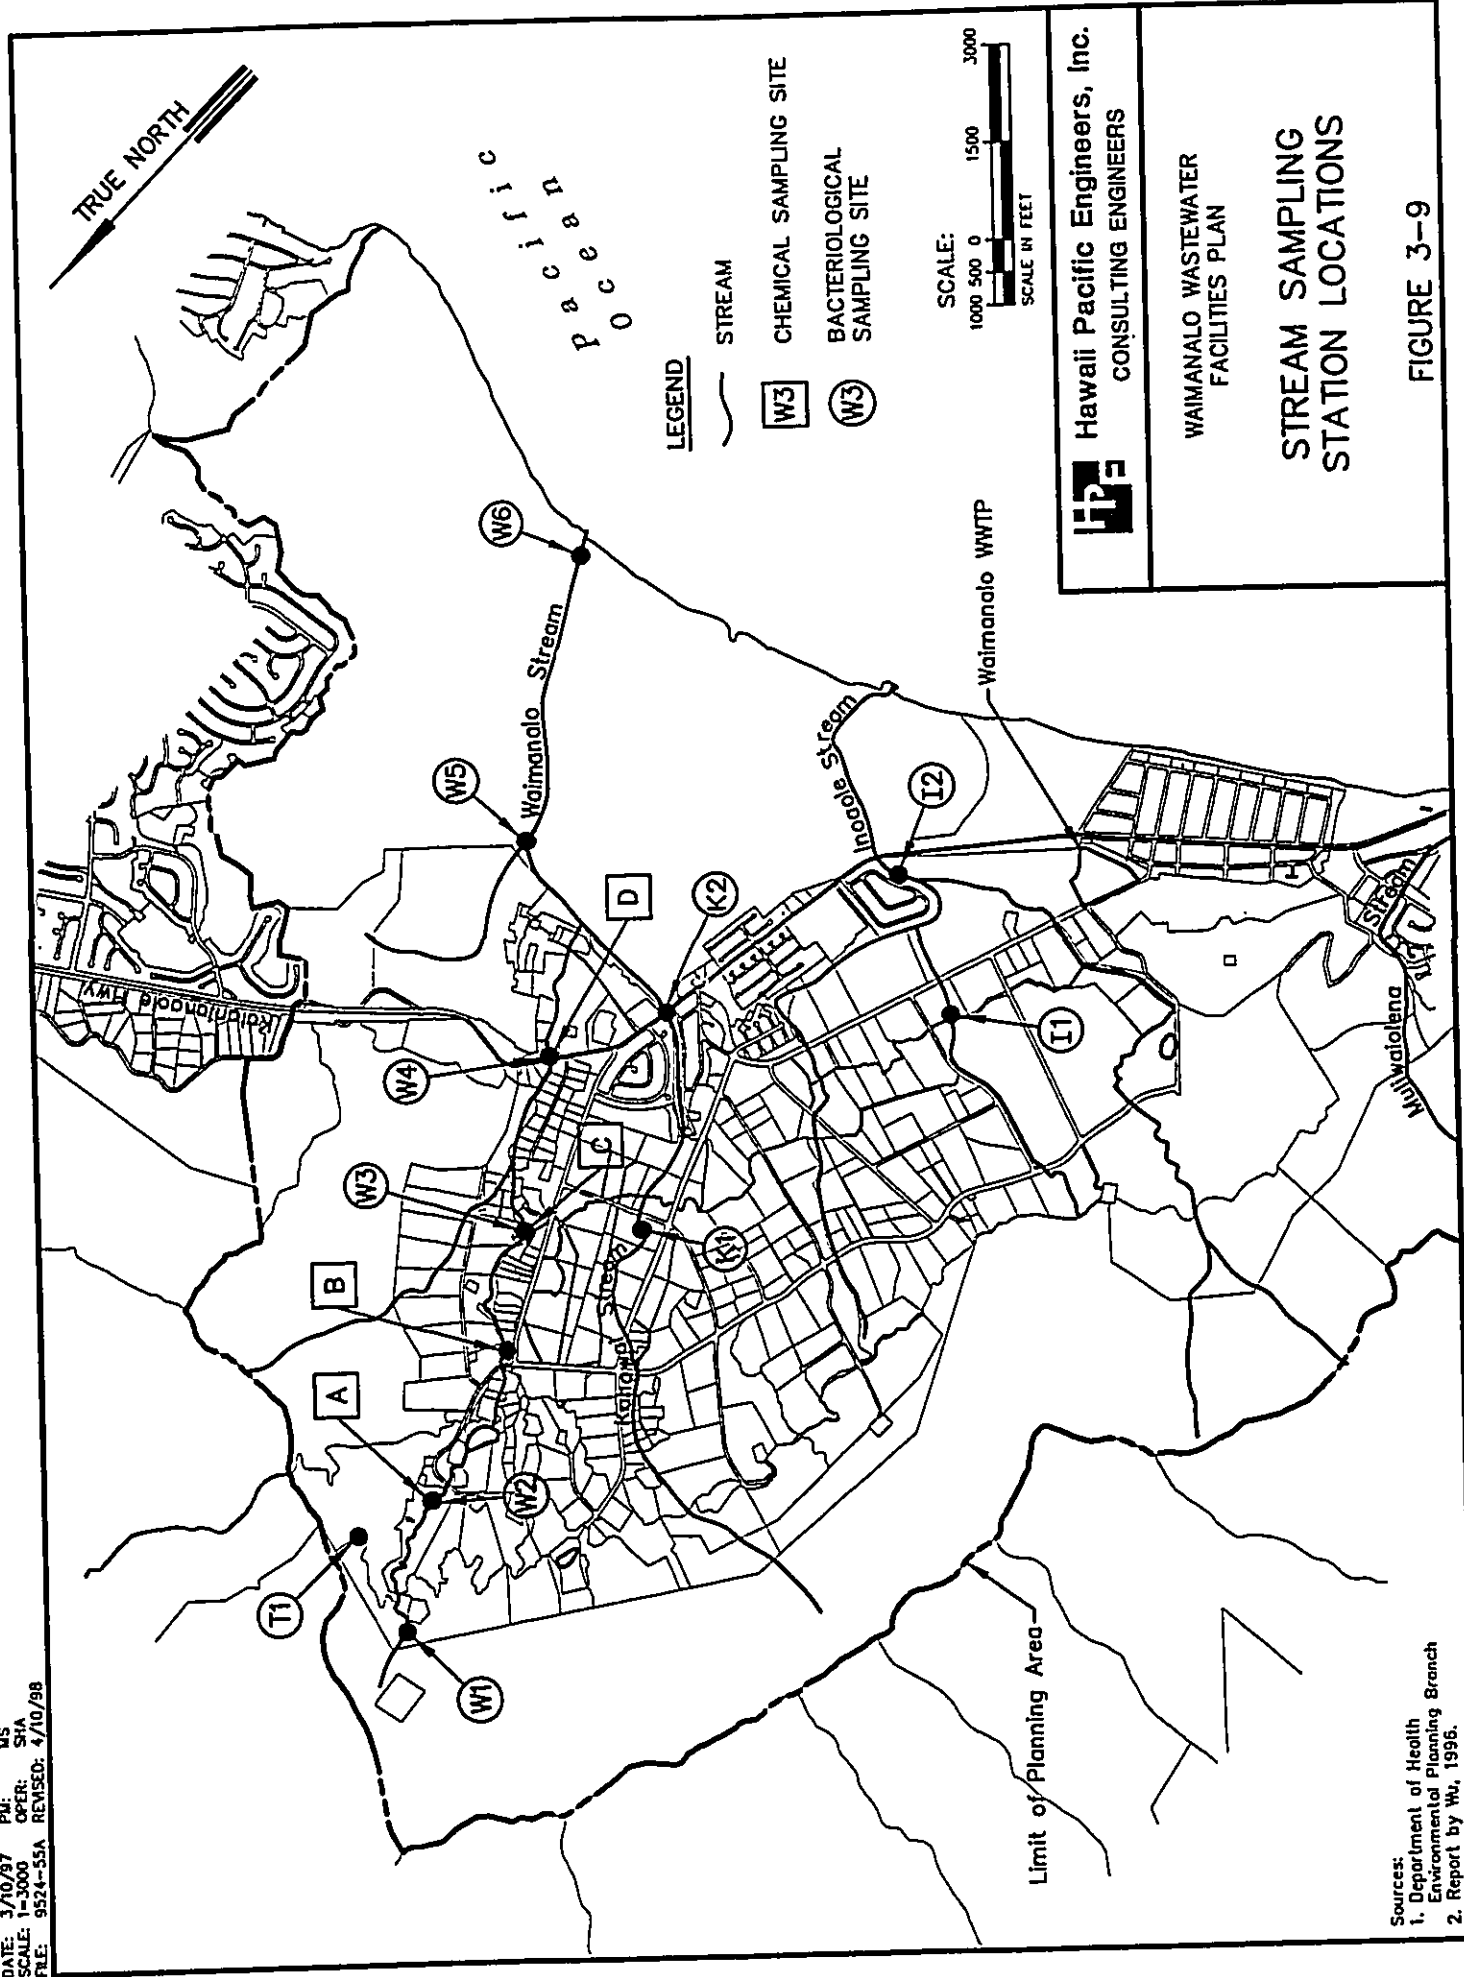 DATE: 3/10/97 PM: MS
SCALE: 1=3000 OPER: SHA
FILE: 9524-55A REVISED: 4/10/98
TRUE NORTH
Pacific
Ocean
Kalanianaole Hwy
T1
W1
W2
A
B
W3
C
W4
D
W5
W6
Waimanalo Stream
K1
K2
Kahawai Stream
I1
I2
Inoaole Stream
Waimanalo WWTP
Muliwaiolena Stream
Limit of Planning Area
LEGEND
STREAM
W3 CHEMICAL SAMPLING SITE
W3 BACTERIOLOGICAL
SAMPLING SITE
SCALE:
1000 500 0 1500 3000
SCALE IN FEET
Sources:
1. Department of Health
Environmental Planning Branch
2. Report by Wu, 1996.
HP
Hawaii Pacific Engineers, Inc.
CONSULTING ENGINEERS
WAIMANALO WASTEWATER
FACILITIES PLAN
STREAM SAMPLING
STATION LOCATIONS
FIGURE 3-9